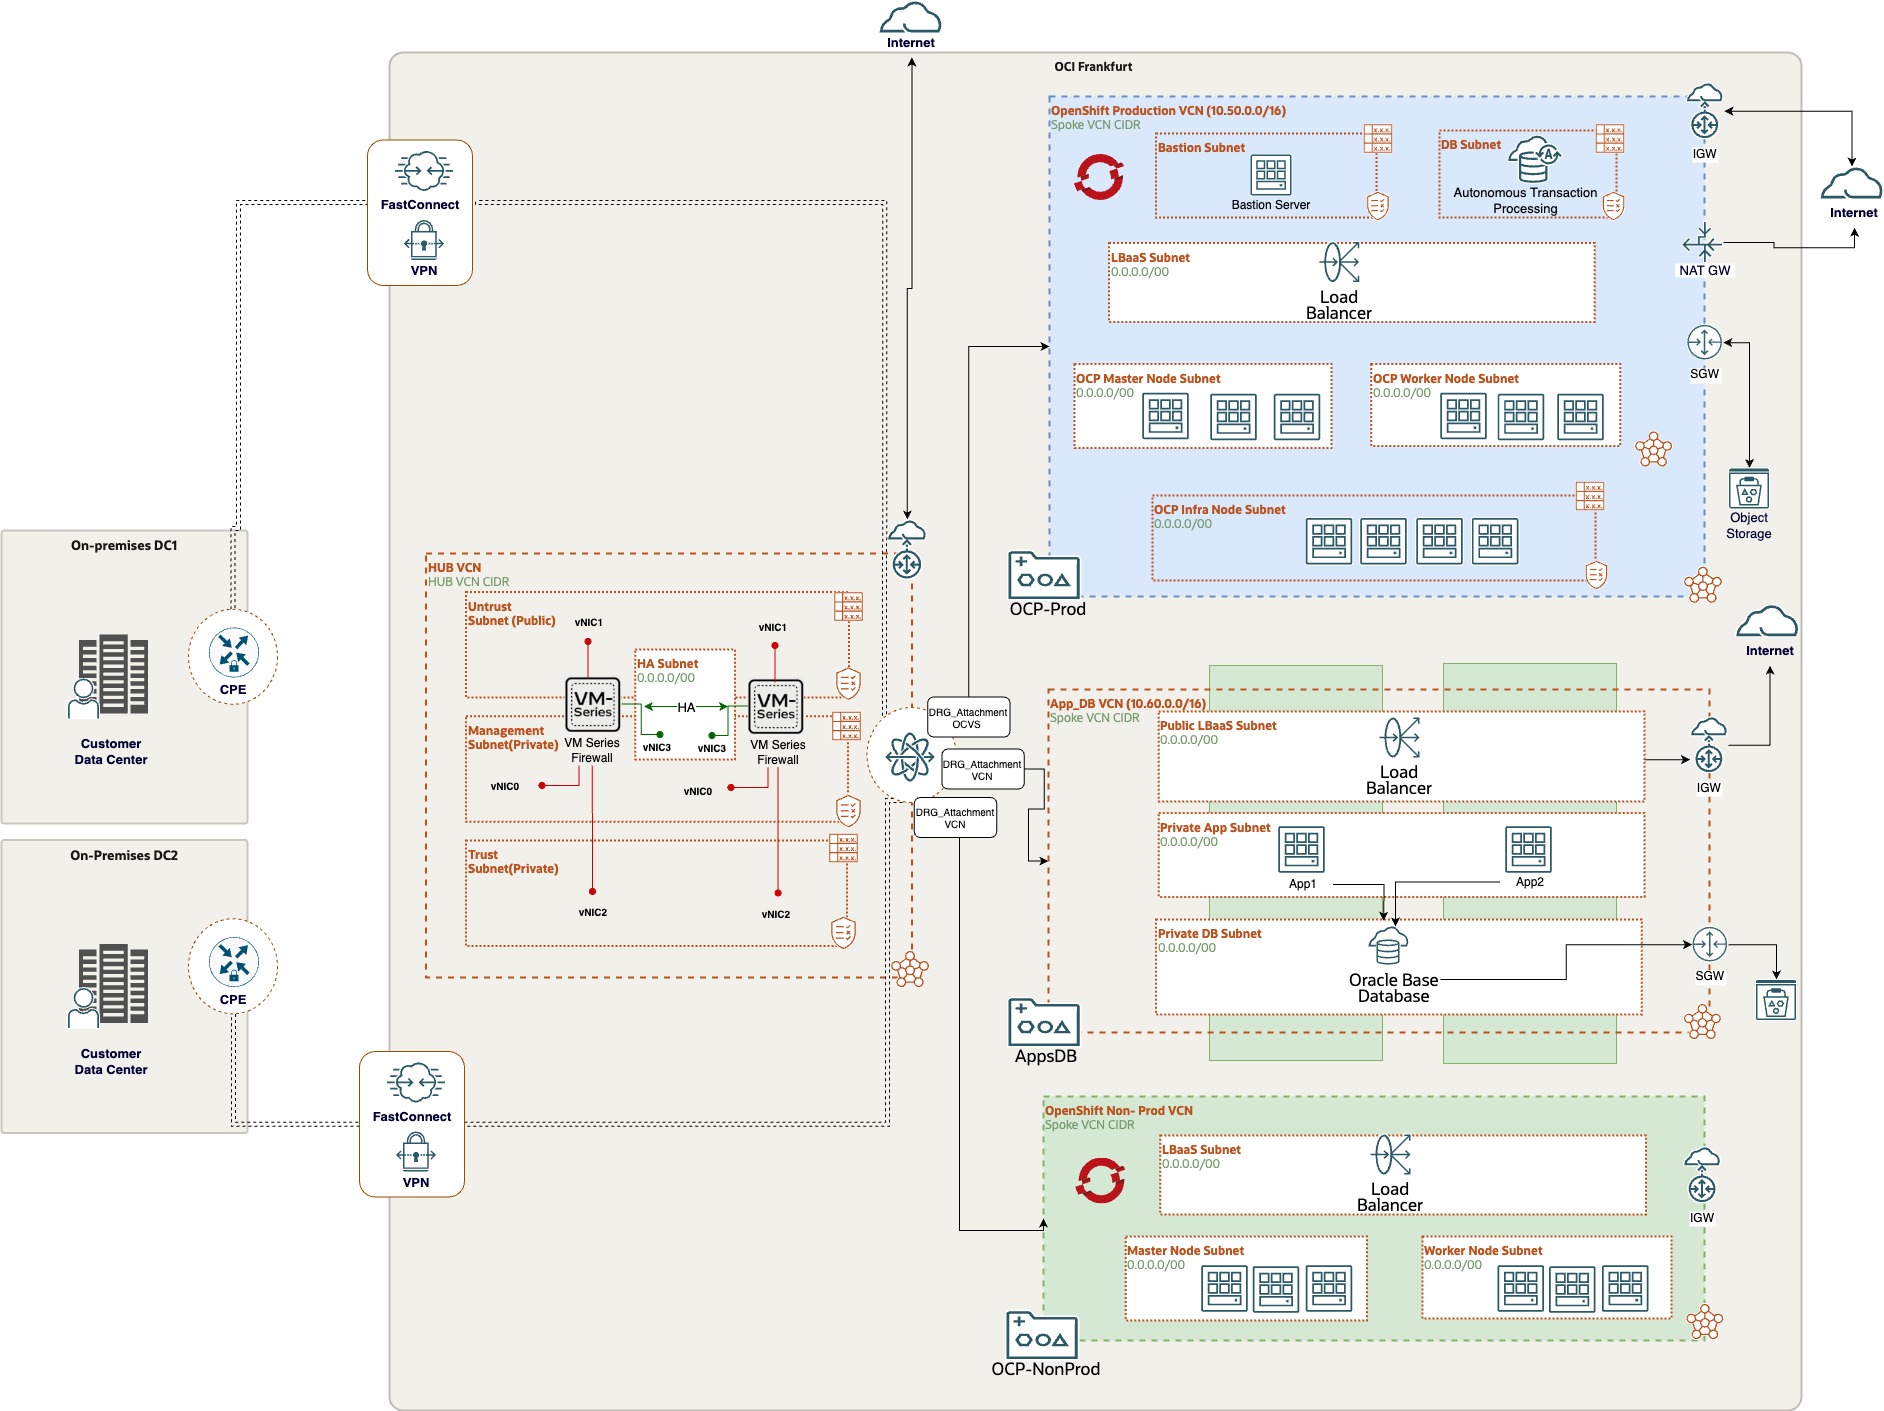 Internet
OCI Frankfurt
OpenShift Production VCN (10.50.0.0/16)
Spoke VCN CIDR
Bastion Subnet
Bastion Server
DB Subnet
Autonomous Transaction
Processing
IGW
Internet
NAT GW
LBaaS Subnet
0.0.0.0/00
Load
Balancer
SGW
OCP Master Node Subnet
0.0.0.0/00
OCP Worker Node Subnet
0.0.0.0/00
Object
Storage
OCP Infra Node Subnet
0.0.0.0/00
OCP-Prod
FastConnect
VPN
On-premises DC1
CPE
Customer
Data Center
On-Premises DC2
CPE
Customer
Data Center
FastConnect
VPN
HUB VCN
HUB VCN CIDR
Untrust
Subnet (Public)
vNIC1
vNIC1
HA Subnet
0.0.0.0/00
VM-
Series
HA
VM-
Series
vNIC3
vNIC3
VM Series
Firewall
VM Series
Firewall
Management
Subnet(Private)
vNIC0
vNIC0
Trust
Subnet(Private)
vNIC2
vNIC2
DRG_Attachment
OCVS
DRG_Attachment
VCN
DRG_Attachment
VCN
Internet
App_DB VCN (10.60.0.0/16)
Spoke VCN CIDR
Public LBaaS Subnet
0.0.0.0/00
Load
Balancer
IGW
Private App Subnet
0.0.0.0/00
App1
App2
Private DB Subnet
0.0.0.0/00
Oracle Base
Database
SGW
AppsDB
OpenShift Non- Prod VCN
Spoke VCN CIDR
LBaaS Subnet
0.0.0.0/00
Load
Balancer
IGW
Master Node Subnet
0.0.0.0/00
Worker Node Subnet
0.0.0.0/00
OCP-NonProd